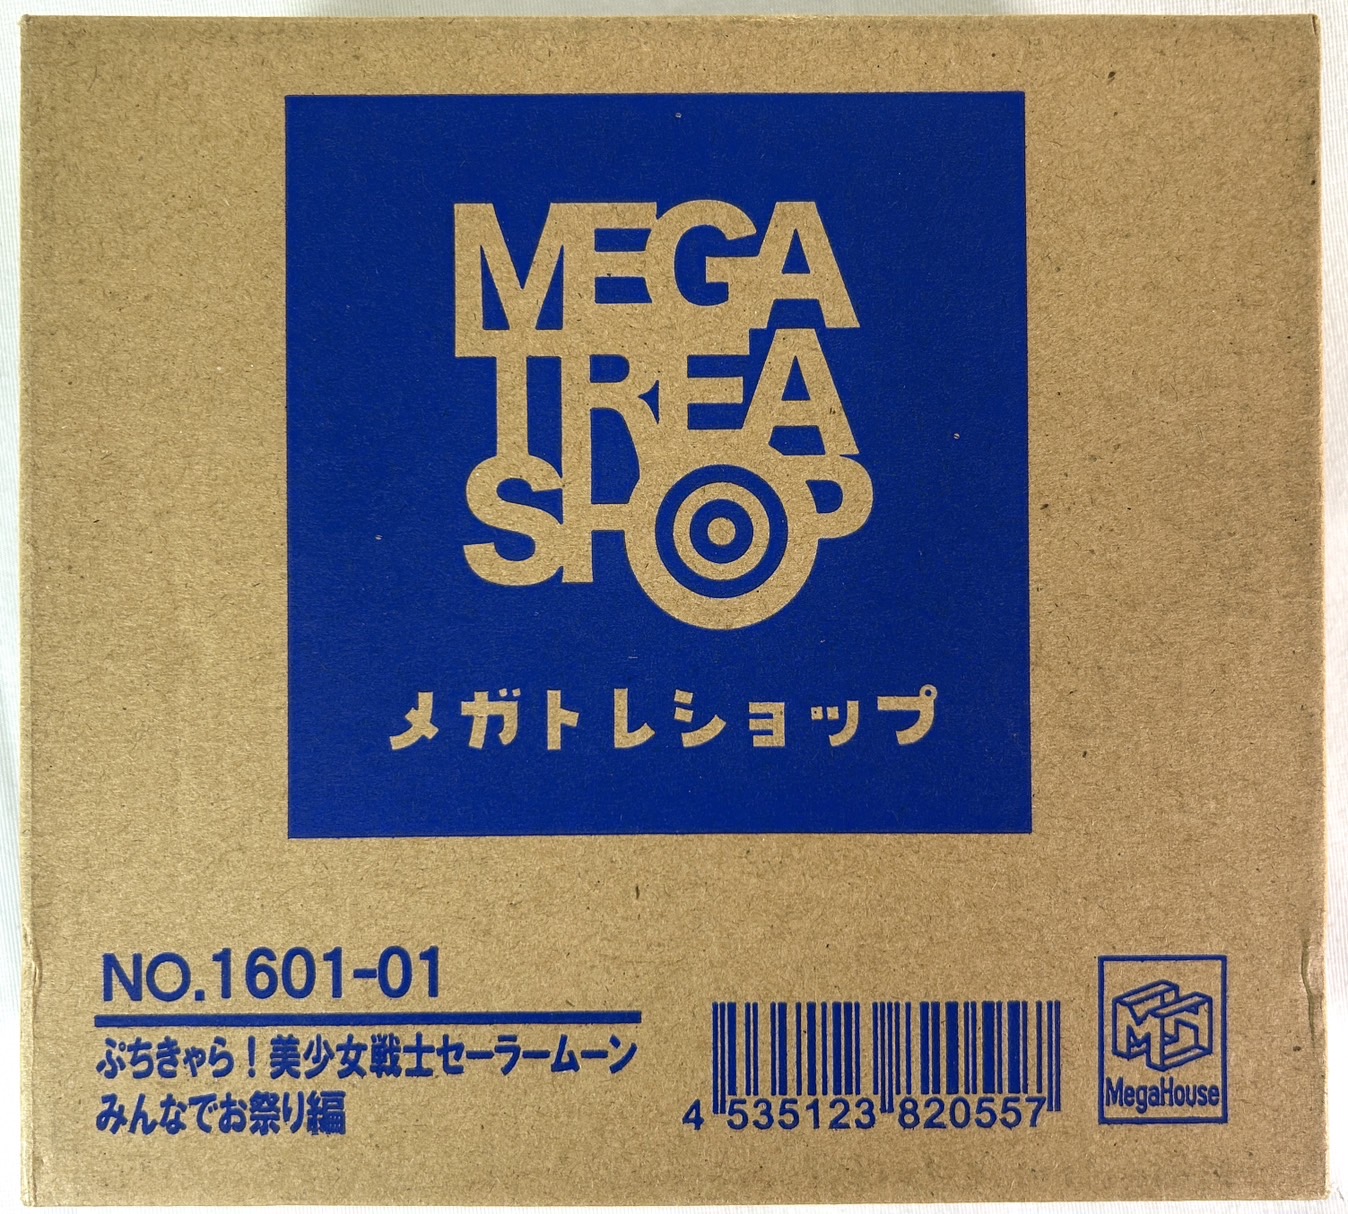 MEGA
TREA
SHOP
メガトレショップ
NO.1601-01
ぷちきゃら！美少女戦士セーラームーン
みんなでお祭り編
4 535123 820557
MegaHouse